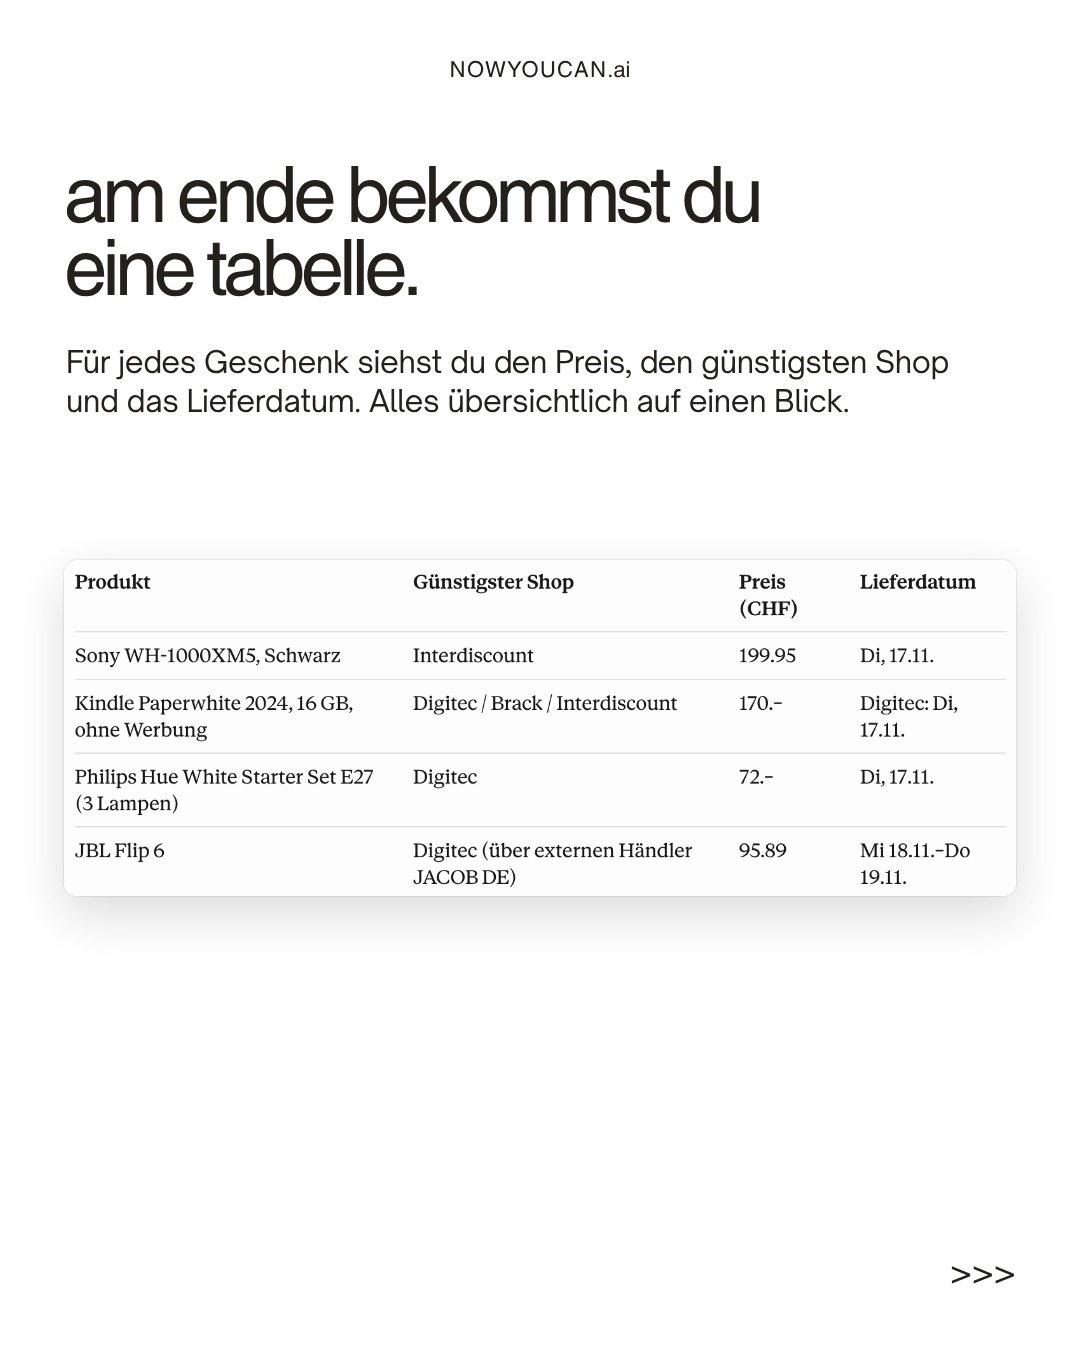 NOWYOUCAN.ai
am ende bekommst du
eine tabelle.
Für jedes Geschenk siehst du den Preis, den günstigsten Shop
und das Lieferdatum. Alles übersichtlich auf einen Blick.
Produkt Günstigster Shop Preis (CHF) Lieferdatum
Sony WH-1000XM5, Schwarz Interdiscount 199.95 Di, 17.11.
Kindle Paperwhite 2024, 16 GB, ohne Werbung Digitec / Brack / Interdiscount 170.– Digitec: Di, 17.11.
Philips Hue White Starter Set E27 (3 Lampen) Digitec 72.– Di, 17.11.
JBL Flip 6 Digitec (über externen Händler JACOB DE) 95.89 Mi 18.11.–Do 19.11.
>>>